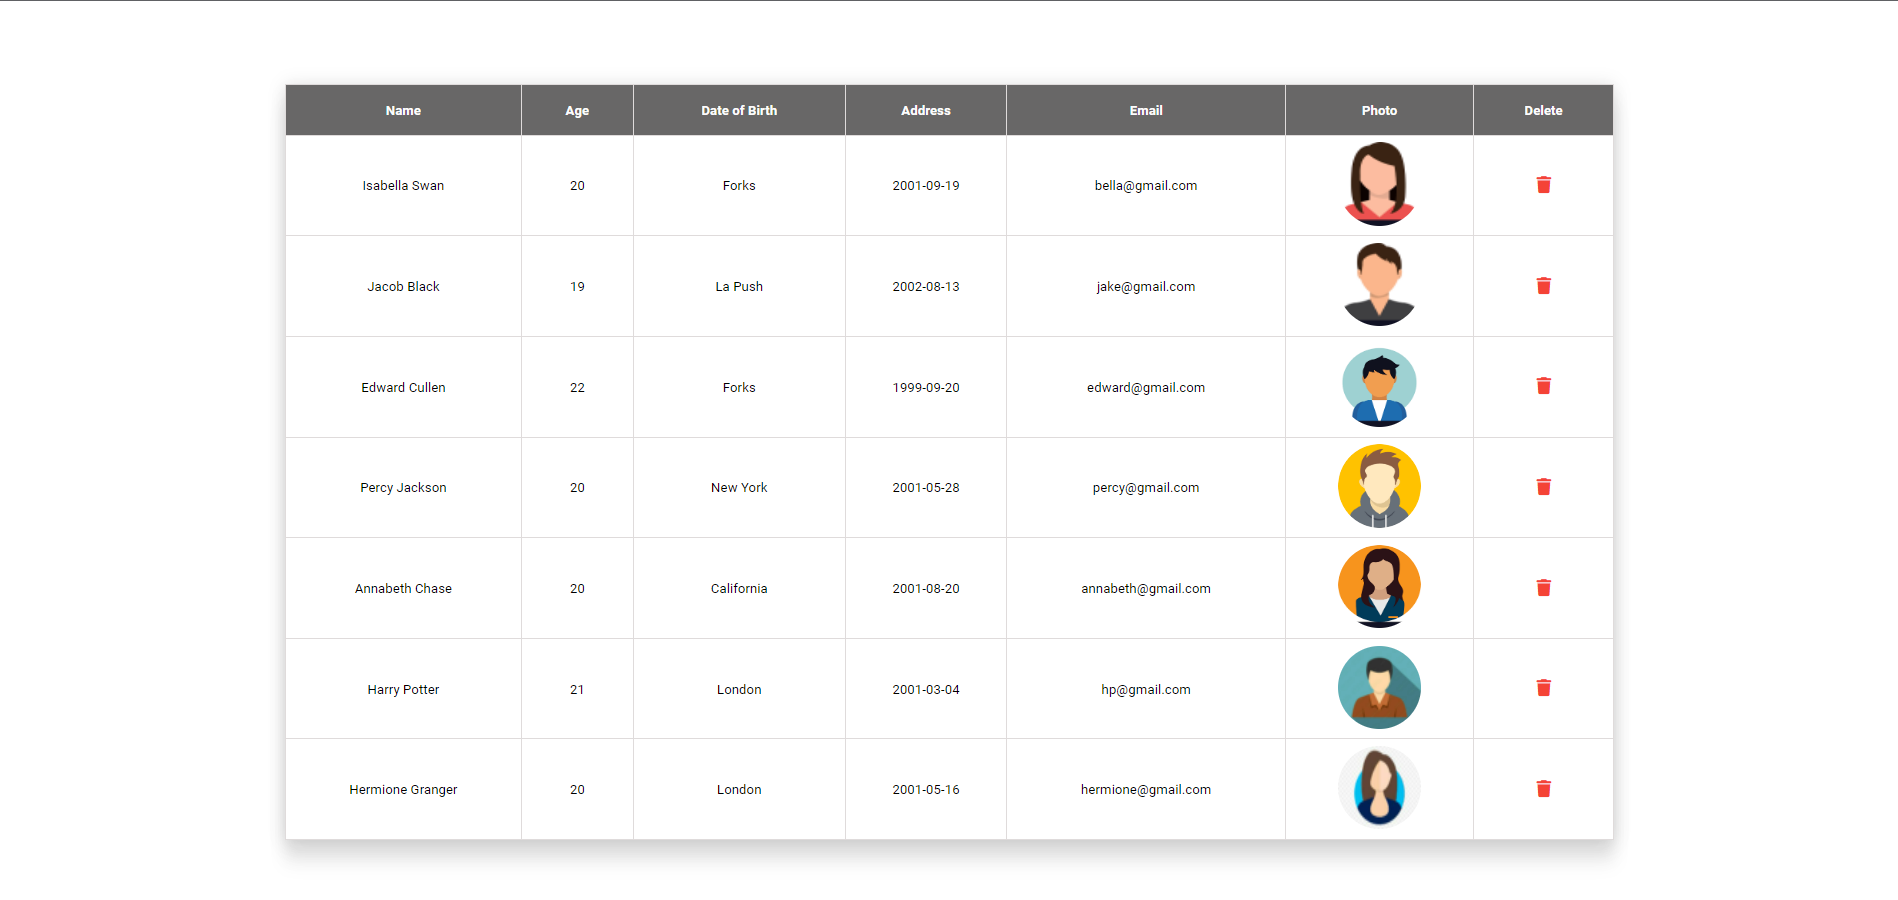 Name Age Date of Birth Address Email Photo Delete
Isabella Swan 20 Forks 2001-09-19 bella@gmail.com
Jacob Black 19 La Push 2002-08-13 jake@gmail.com
Edward Cullen 22 Forks 1999-09-20 edward@gmail.com
Percy Jackson 20 New York 2001-05-28 percy@gmail.com
Annabeth Chase 20 California 2001-08-20 annabeth@gmail.com
Harry Potter 21 London 2001-03-04 hp@gmail.com
Hermione Granger 20 London 2001-05-16 hermione@gmail.com